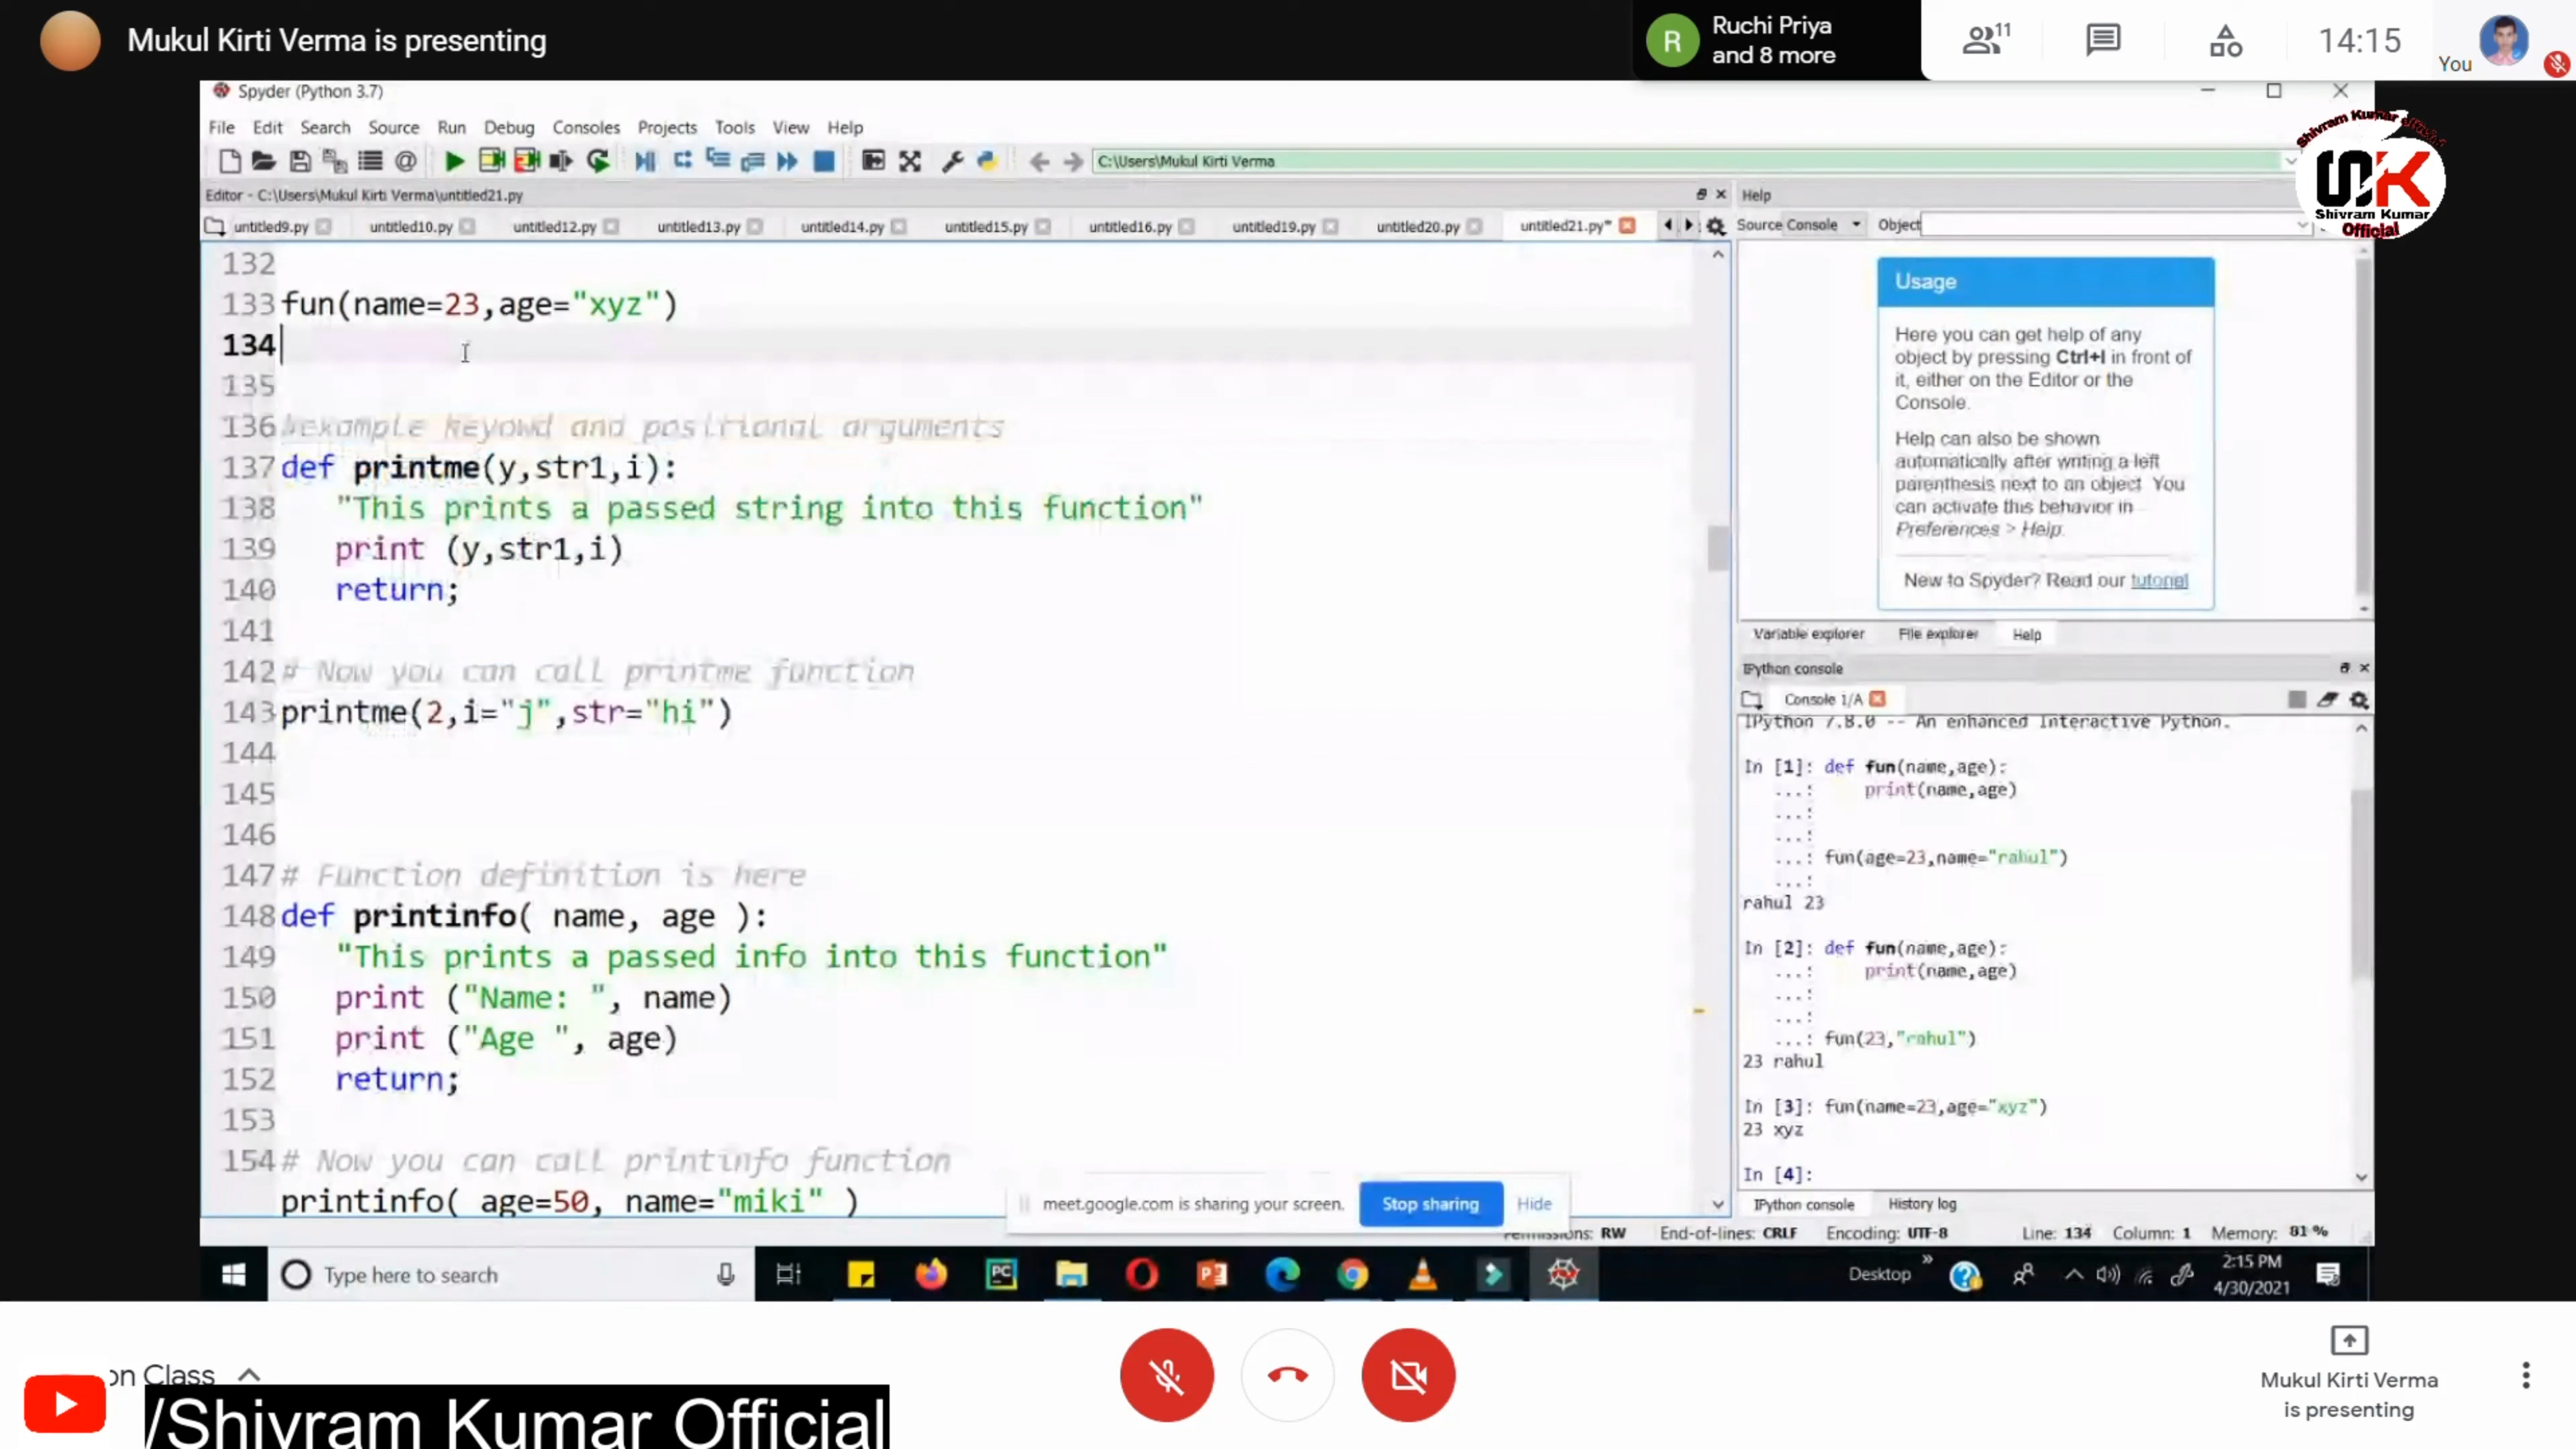 Mukul Kirti Verma is presenting
R
Ruchi Priya
and 8 more
11
14:15
You
Spyder (Python 3.7)
File Edit Search Source Run Debug Consoles Projects Tools View Help
C:\Users\Mukul Kirti Verma
Editor - C:\Users\Mukul Kirti Verma\untitled21.py
untitled9.py untitled10.py untitled12.py untitled13.py untitled14.py untitled15.py untitled16.py untitled19.py untitled20.py untitled21.py*
132
133 fun(name=23,age="xyz")
134
135
136 #example keyowd and positional arguments
137 def printme(y,str1,i):
138 "This prints a passed string into this function"
139 print (y,str1,i)
140 return;
141
142 # Now you can call printme function
143 printme(2,i="j",str="hi")
144
145
146
147 # Function definition is here
148 def printinfo( name, age ):
149 "This prints a passed info into this function"
150 print ("Name: ", name)
151 print ("Age ", age)
152 return;
153
154 # Now you can call printinfo function
printinfo( age=50, name="miki" )
Help
Source Console Object
Usage
Here you can get help of any
object by pressing Ctrl+I in front of
it, either on the Editor or the
Console.
Help can also be shown
automatically after writing a left
parenthesis next to an object. You
can activate this behavior in
Preferences > Help.
New to Spyder? Read our tutorial
Variable explorer File explorer Help
IPython console
Console 1/A
IPython 7.8.0 -- An enhanced Interactive Python.
In [1]: def fun(name,age):
...: print(name,age)
...:
...:
...: fun(age=23,name="rahul")
...:
rahul 23
In [2]: def fun(name,age):
...: print(name,age)
...:
...:
...: fun(23,"rahul")
23 rahul
In [3]: fun(name=23,age="xyz")
23 xyz
In [4]:
IPython console History log
meet.google.com is sharing your screen. Stop sharing Hide
Permissions: RW End-of-lines: CRLF Encoding: UTF-8 Line: 134 Column: 1 Memory: 81 %
Type here to search
Desktop
2:15 PM
4/30/2021
Shivram Kumar official
SK
Shivram Kumar
Official
on Class
/Shivram Kumar Official
Mukul Kirti Verma
is presenting